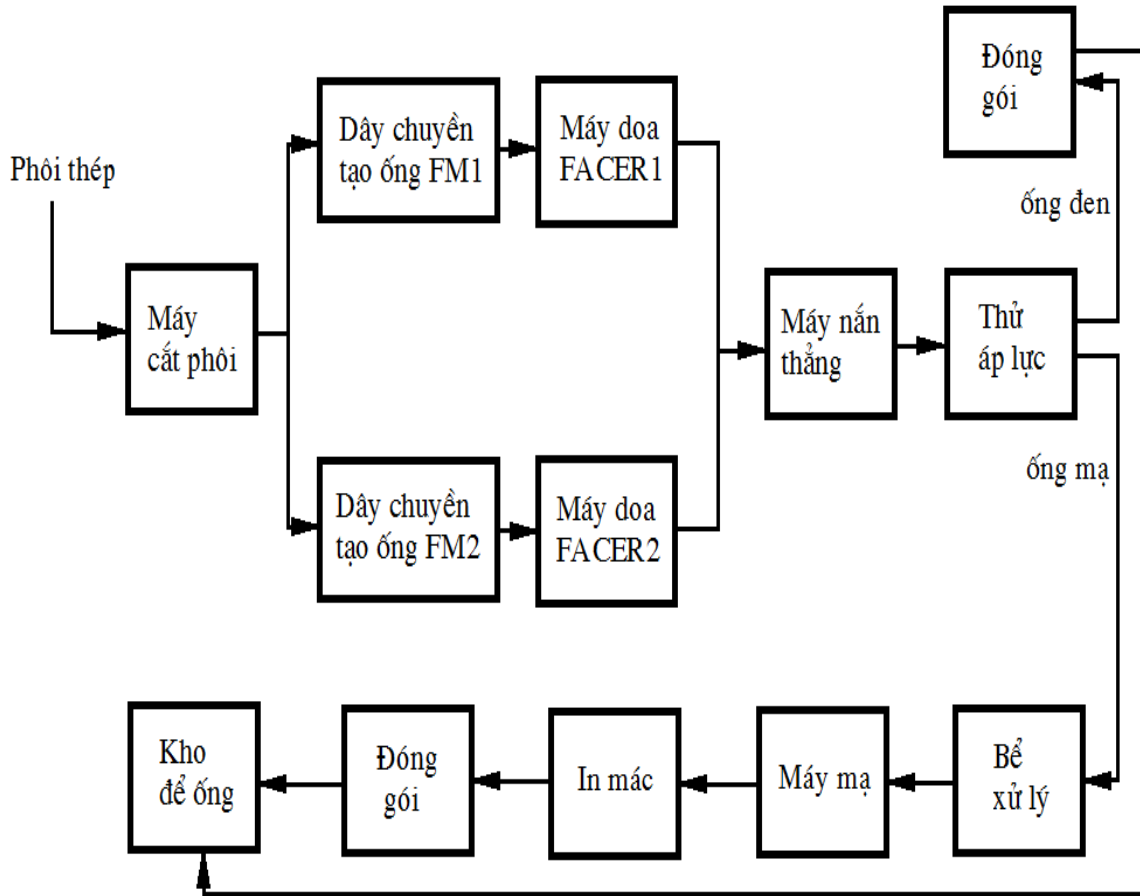 Phôi thép
Máy
cắt phôi
Dây chuyền
tạo ống FM1
Máy doa
FACER1
Dây chuyền
tạo ống FM2
Máy doa
FACER2
Máy nắn
thẳng
Thử
áp lực
ống đen
Đóng
gói
ống mạ
Bể
xử lý
Máy mạ
In mác
Đóng
gói
Kho
để ống